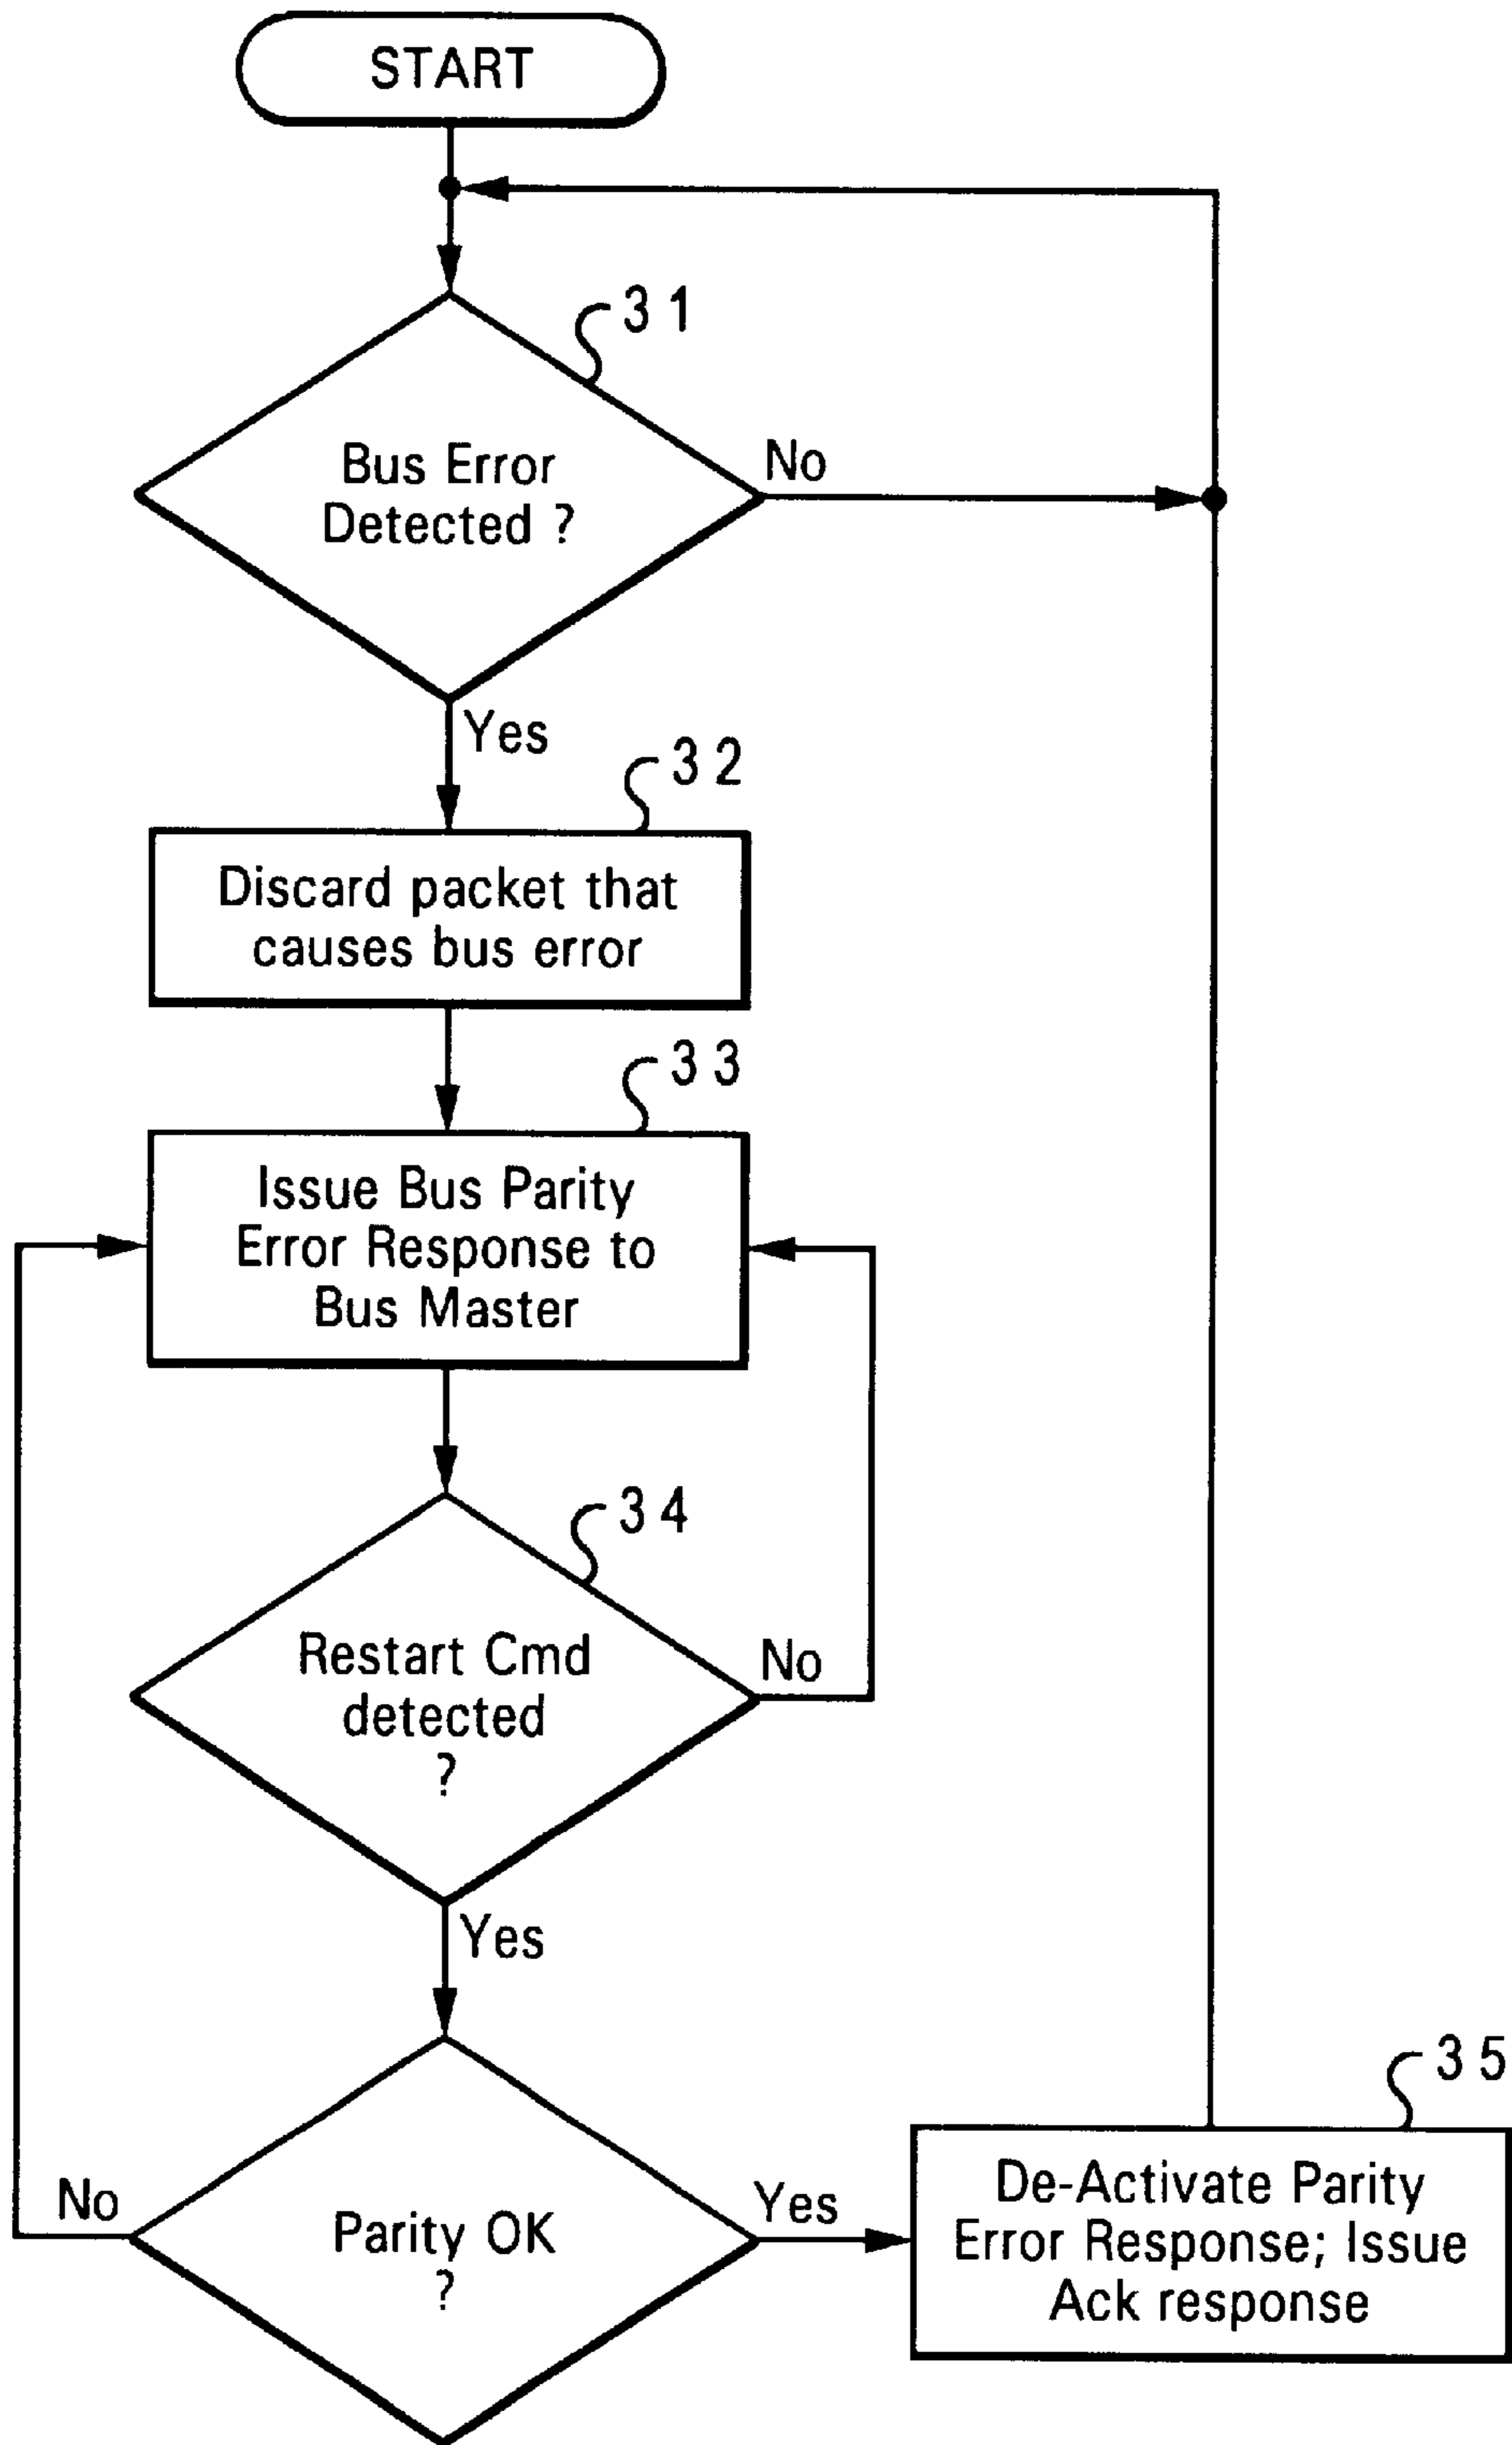 START
31
Bus Error
Detected ?
No
Yes
32
Discard packet that
causes bus error
33
Issue Bus Parity
Error Response to
Bus Master
34
Restart Cmd
detected
?
No
Yes
35
No
Parity OK
?
Yes
De-Activate Parity
Error Response; Issue
Ack response